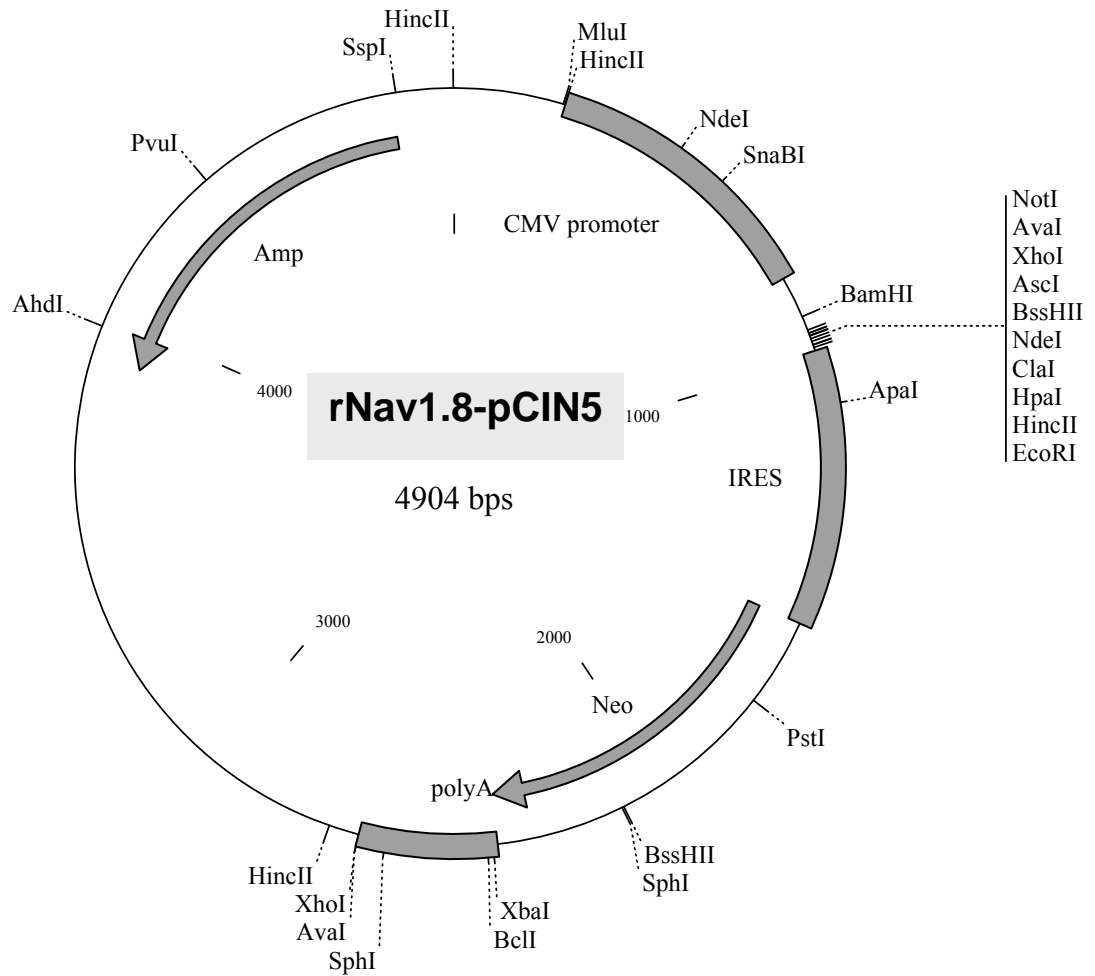 HincII
MluI
SspI
HincII
NdeI
PvuI
SnaBI
NotI
AvaI
XhoI
AscI
BssHII
NdeI
ClaI
HpaI
HincII
EcoRI
CMV promoter
Amp
BamHI
AhdI
ApaI
4000
rNav1.8-pCIN5
1000
4904 bps
IRES
3000
2000
Neo
PstI
polyA
BssHII
SphI
HincII
XhoI
AvaI
SphI
XbaI
BclI